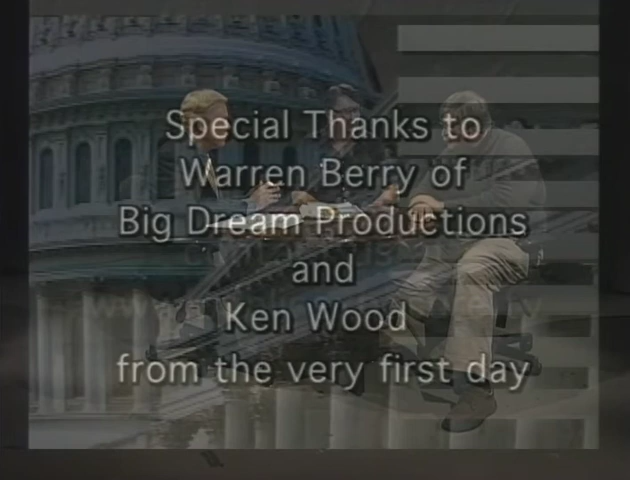 Special Thanks to
Warren Berry of
Big Dream Productions
and
Ken Wood
from the very first day